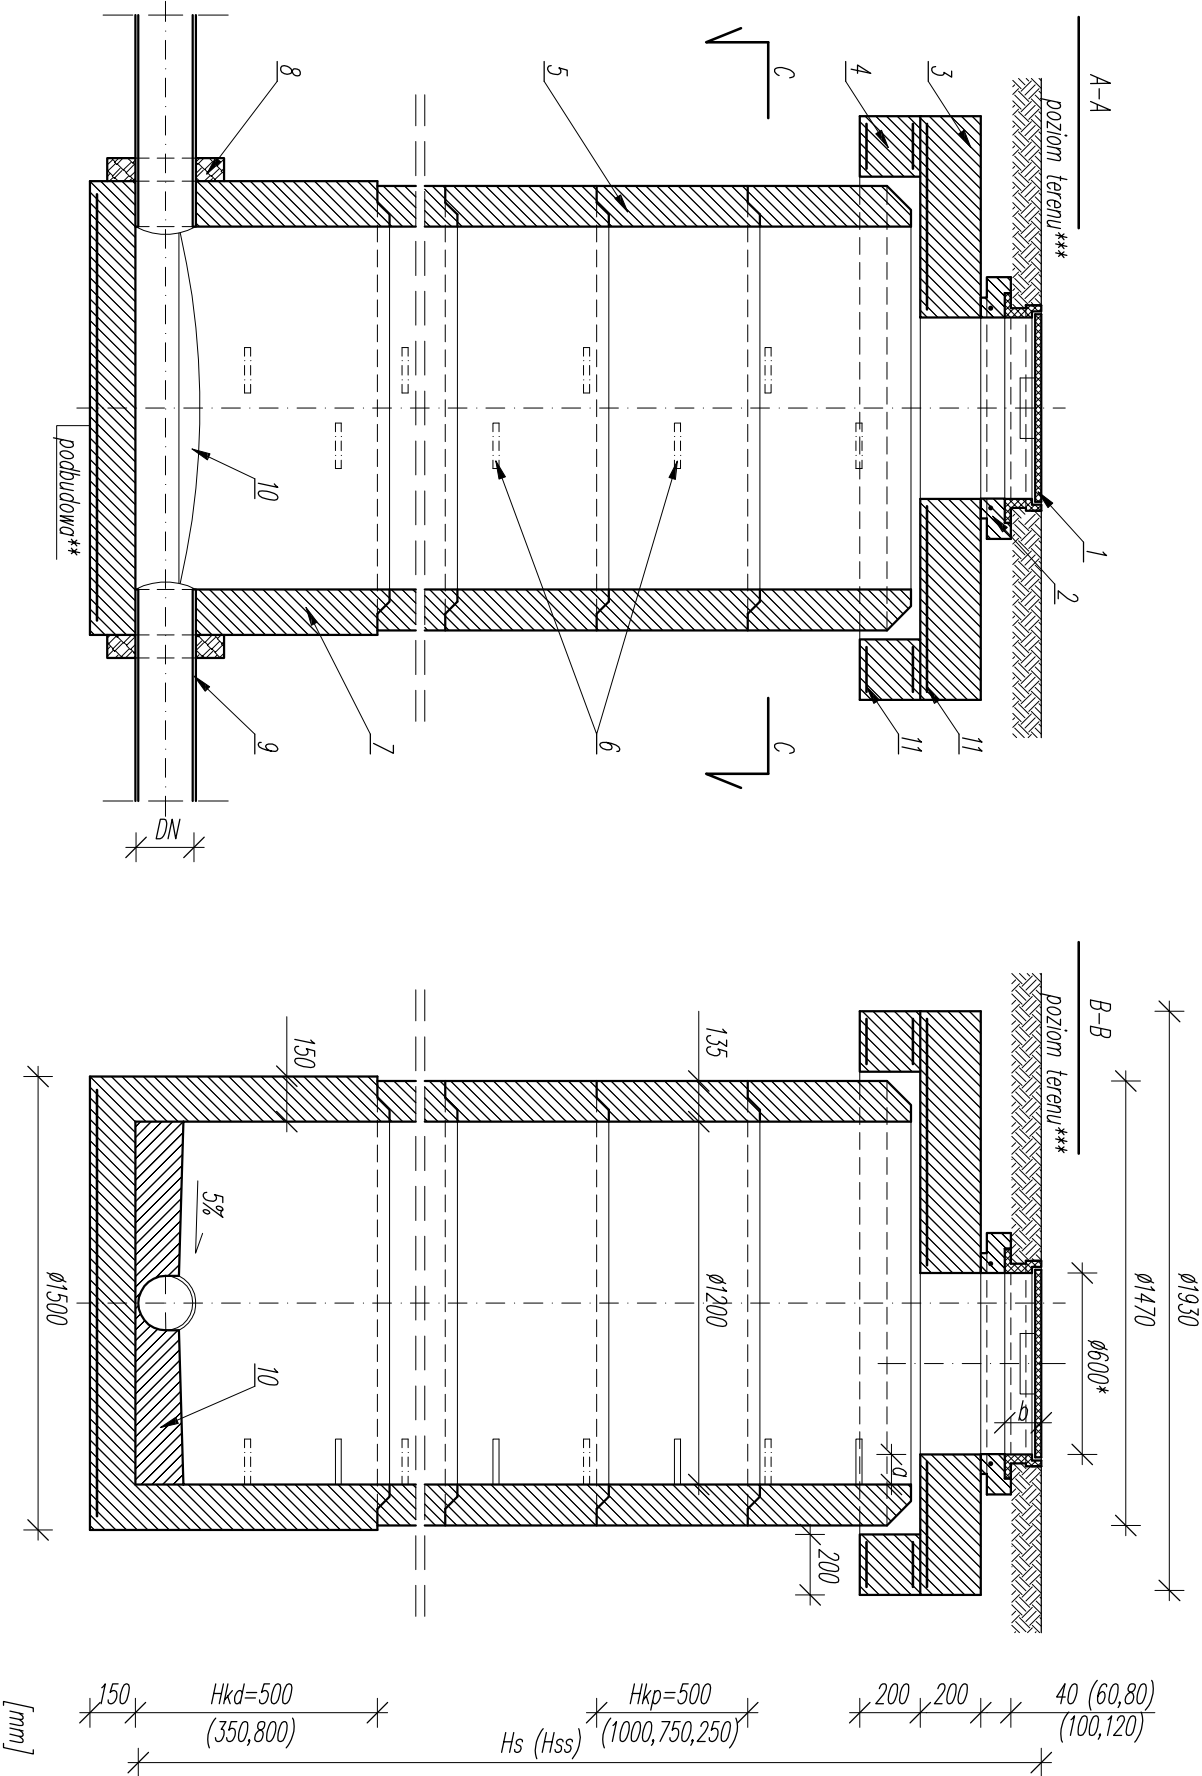 A-A
poziom terenu***
1
2
3
4
5
6
7
8
9
10
11
11
C
C
podbudowa**
DN
B-B
poziom terenu***
ø1930
ø1470
ø600*
b
a
200
135
ø1200
150
5%
10
ø1500
40 (60,80)
(100,120)
200
200
Hkp=500
(1000,750,250)
Hkd=500
(350,800)
150
Hs (Hss)
[mm]